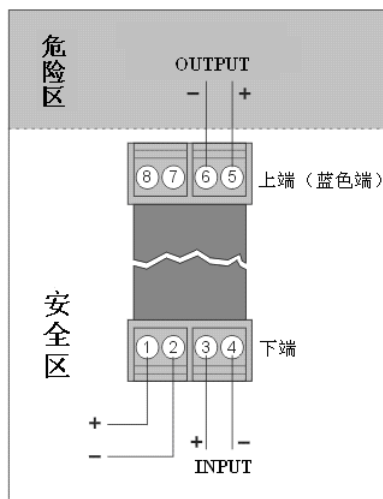 危险区
OUTPUT
− +
8 7 6 5
上端（蓝色端）
安全区
1 2 3 4
下端
+
−
+ −
INPUT